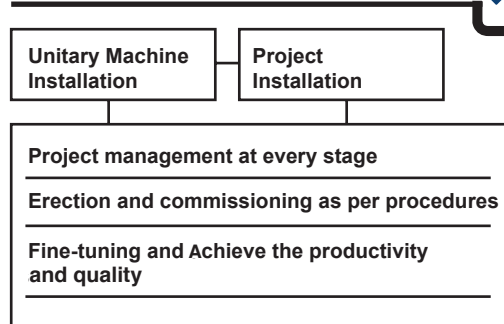 Unitary Machine
Installation
Project
Installation
Project management at every stage
Erection and commissioning as per procedures
Fine-tuning and Achieve the productivity
and quality